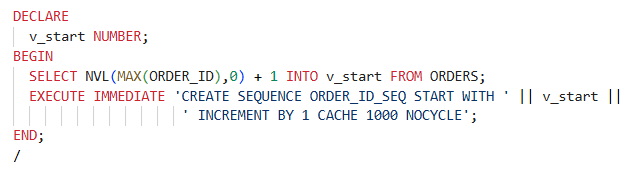 DECLARE
v_start NUMBER;
BEGIN
SELECT NVL(MAX(ORDER_ID),0) + 1 INTO v_start FROM ORDERS;
EXECUTE IMMEDIATE 'CREATE SEQUENCE ORDER_ID_SEQ START WITH ' || v_start ||
' INCREMENT BY 1 CACHE 1000 NOCYCLE';
END;
/